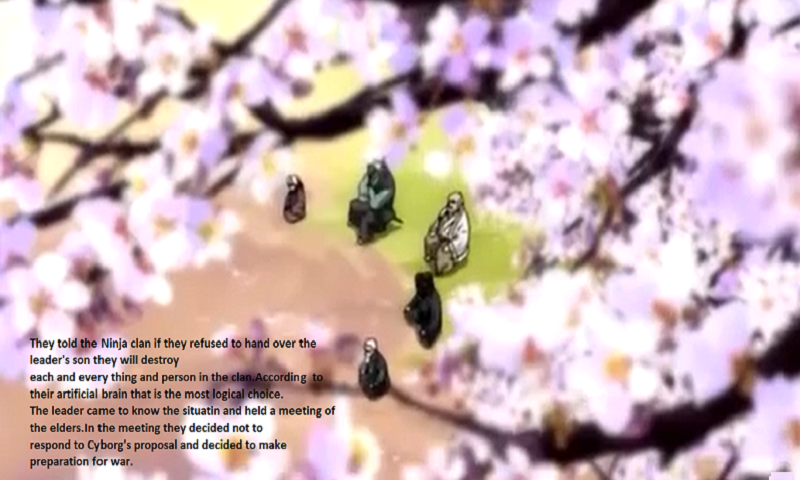 They told the Ninja clan if they refused to hand over the
leader's son they will destroy
each and every thing and person in the clan.According to
their artificial brain that is the most logical choice.
The leader came to know the situatin and held a meeting of
the elders.In the meeting they decided not to
respond to Cyborg's proposal and decided to make
preparation for war.